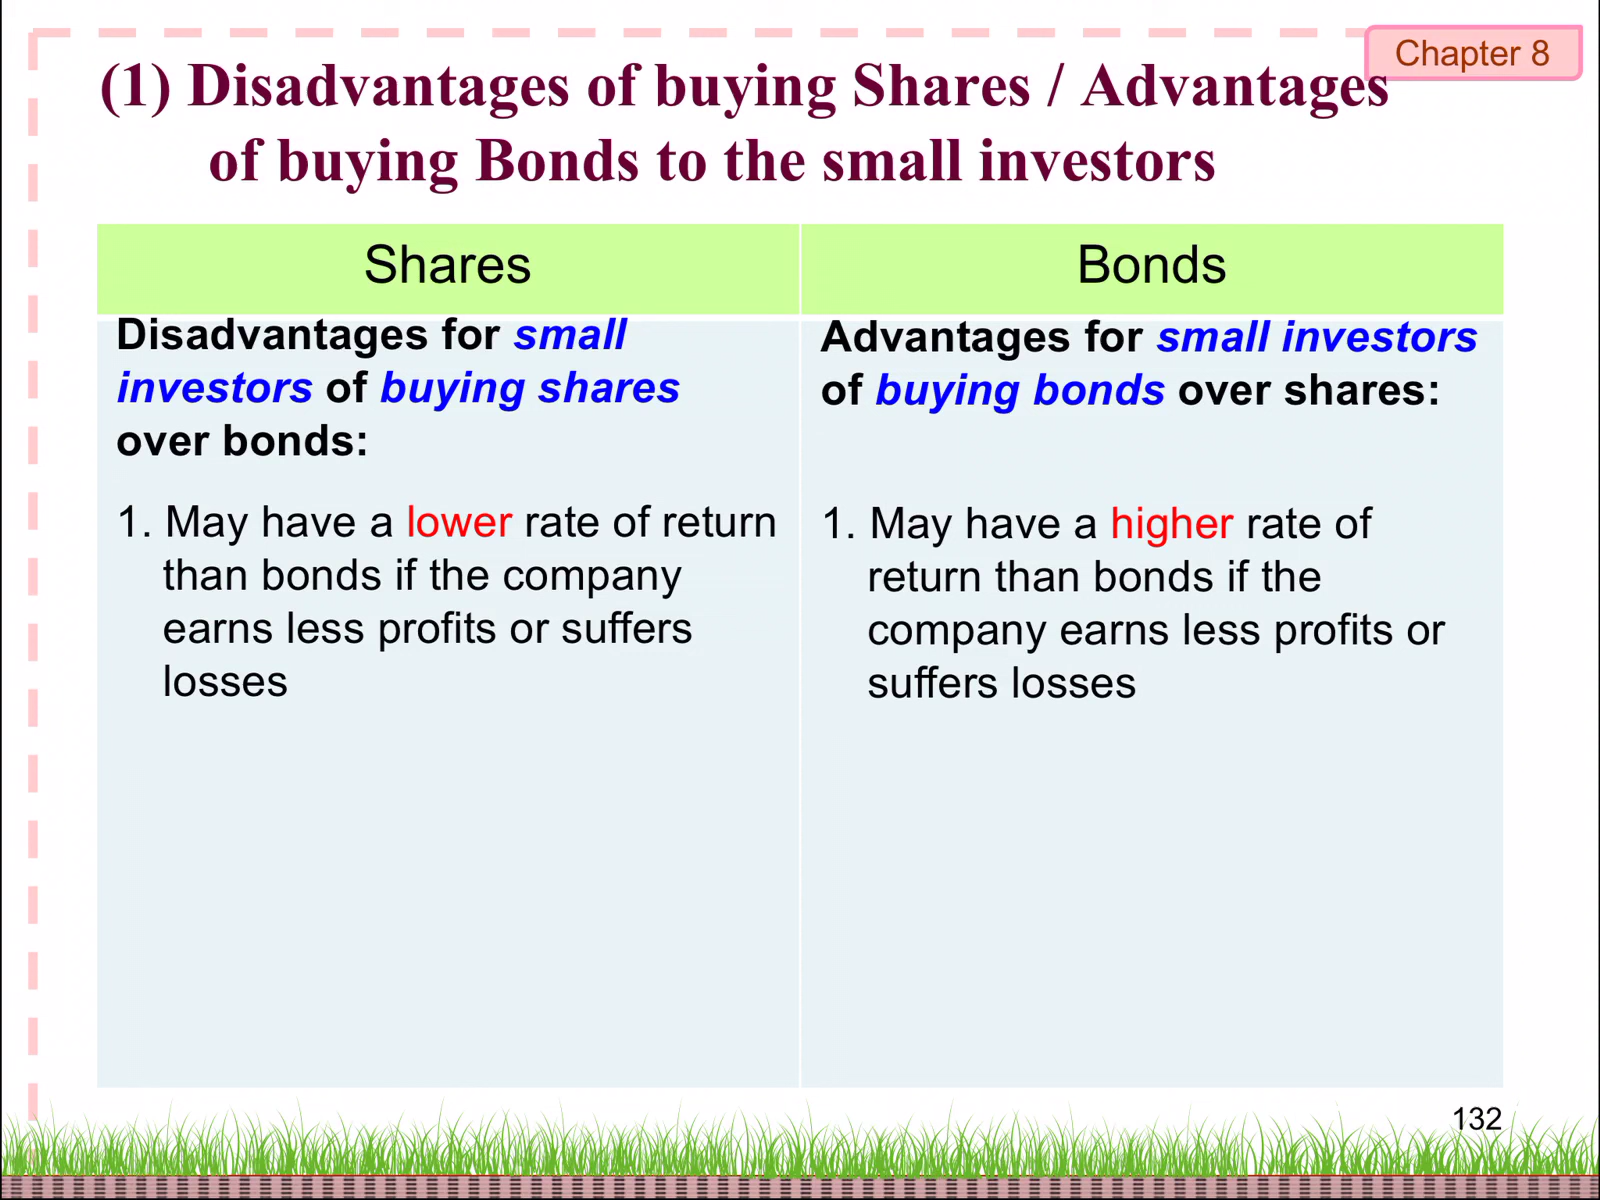 Chapter 8
(1) Disadvantages of buying Shares / Advantages
of buying Bonds to the small investors
Shares
Bonds
Disadvantages for small
investors of buying shares
over bonds:
1. May have a lower rate of return
than bonds if the company
earns less profits or suffers
losses
Advantages for small investors
of buying bonds over shares:
1. May have a higher rate of
return than bonds if the
company earns less profits or
suffers losses
132